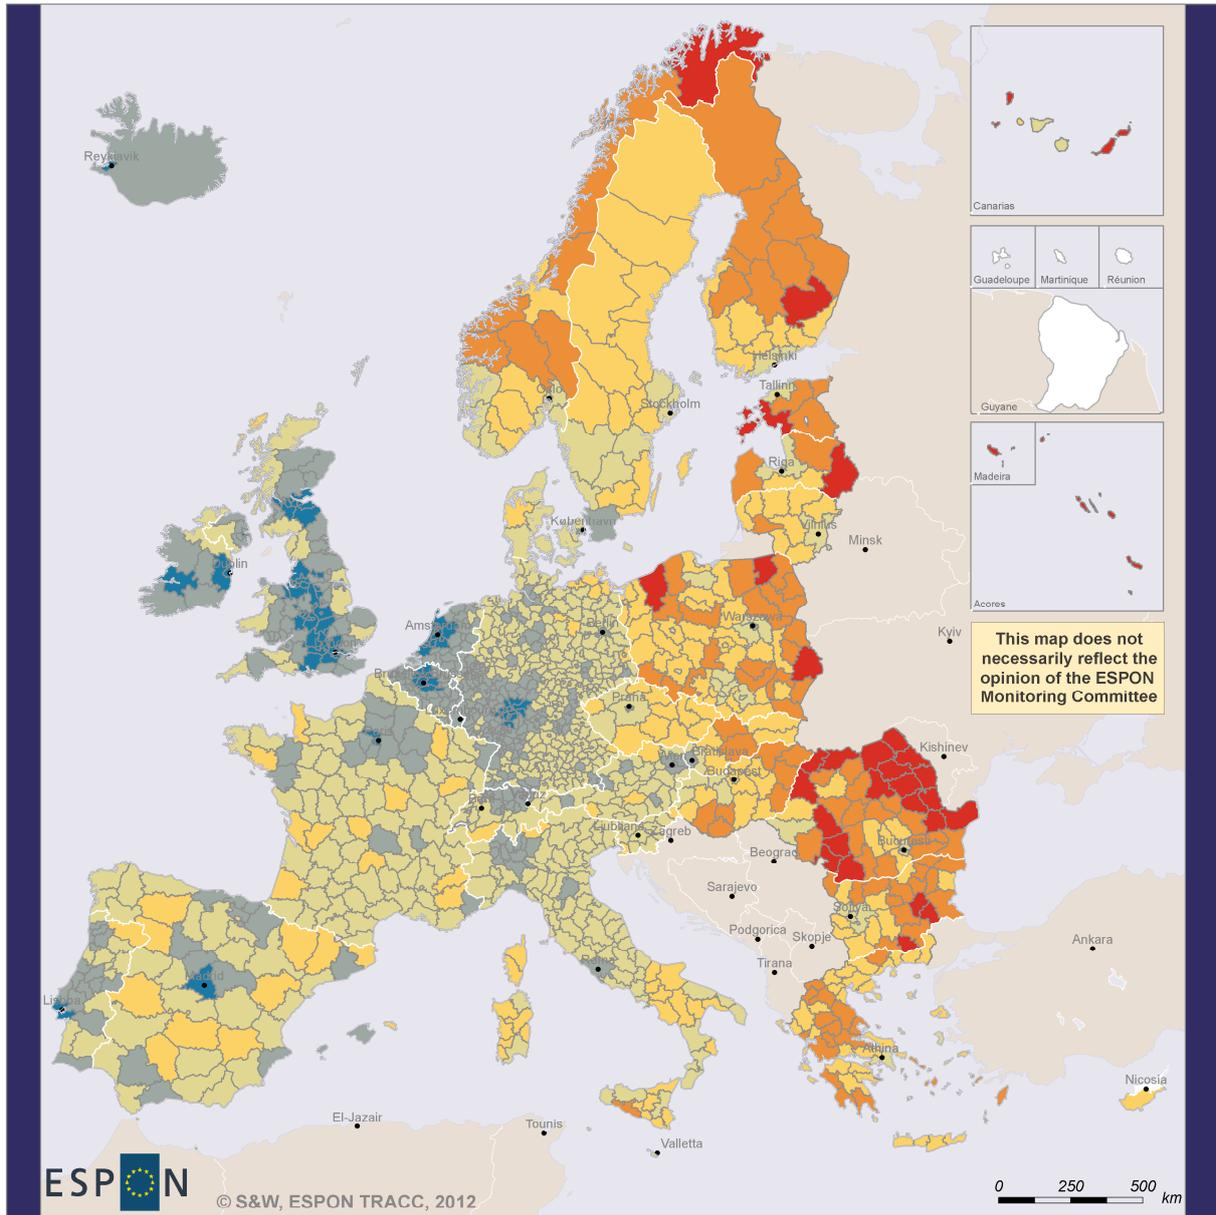 Reykjavik
Canarias
Guadeloupe
Martinique
Réunion
Guyane
Madeira
Acores
Helsinki
Tallinn
Oslo
Stockholm
Riga
København
Vilnius
Minsk
Dublin
This map does not
necessarily reflect the
opinion of the ESPON
Monitoring Committee
Berlin
Warszawa
Kyiv
Praha
Paris
Kishinev
Bratislava
Budapest
Ljubljana
Zagreb
Bucuresti
Beograd
Sarajevo
Sofiya
Podgorica
Skopje
Ankara
Roma
Tirana
Madrid
Lisboa
Athina
Nicosia
El-Jazair
Tounis
Valletta
ESPON
© S&W, ESPON TRACC, 2012
0 250 500
km